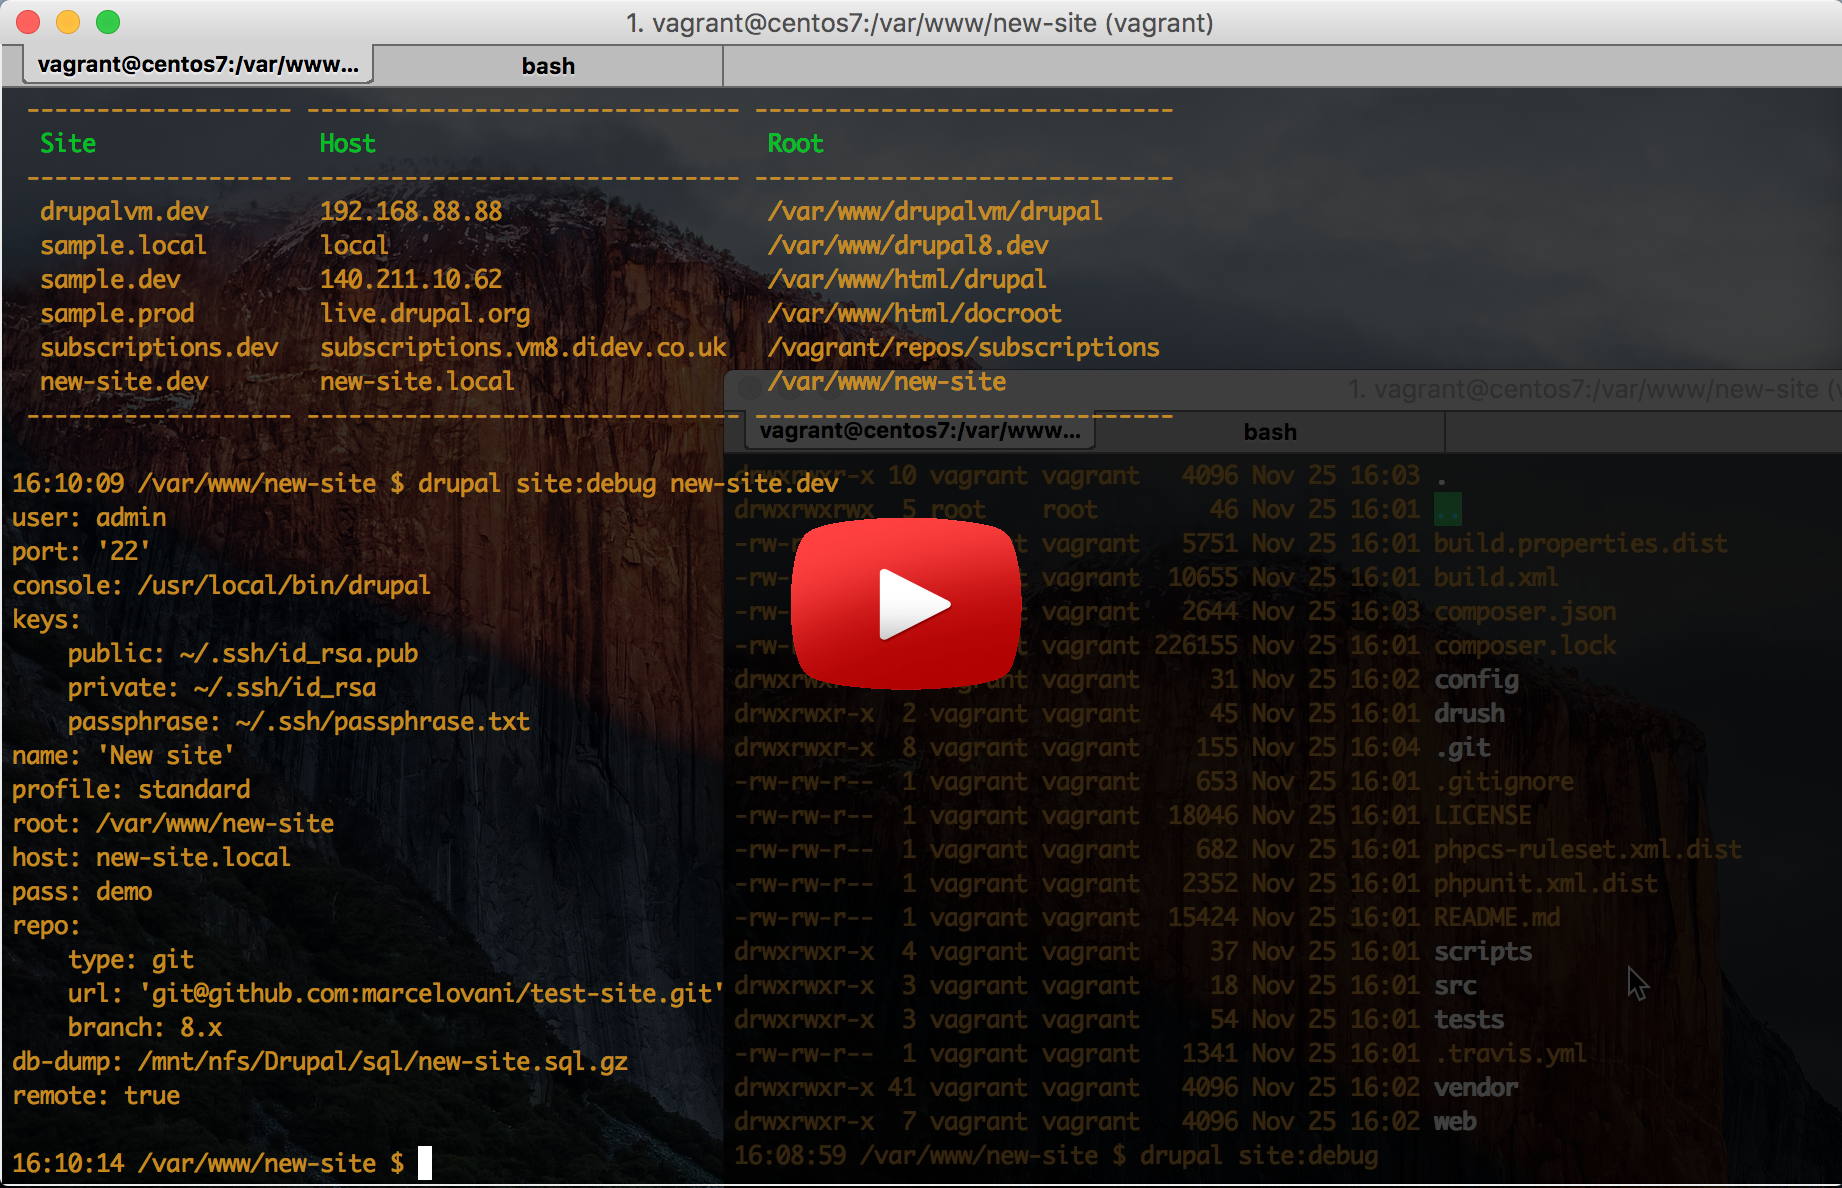 1. vagrant@centos7:/var/www/new-site (vagrant)
vagrant@centos7:/var/www... bash
------------------- ------------------------------- ------------------------------
Site Host Root
------------------- ------------------------------- ------------------------------
drupalvm.dev 192.168.88.88 /var/www/drupalvm/drupal
sample.local local /var/www/drupal8.dev
sample.dev 140.211.10.62 /var/www/html/drupal
sample.prod live.drupal.org /var/www/html/docroot
subscriptions.dev subscriptions.vm8.didev.co.uk /vagrant/repos/subscriptions
new-site.dev new-site.local /var/www/new-site
------------------- ------------------------------- ------------------------------
16:10:09 /var/www/new-site $ drupal site:debug new-site.dev
user: admin
port: '22'
console: /usr/local/bin/drupal
keys:
public: ~/.ssh/id_rsa.pub
private: ~/.ssh/id_rsa
passphrase: ~/.ssh/passphrase.txt
name: 'New site'
profile: standard
root: /var/www/new-site
host: new-site.local
pass: demo
repo:
type: git
url: 'git@github.com:marcelovani/test-site.git'
branch: 8.x
db-dump: /mnt/nfs/Drupal/sql/new-site.sql.gz
remote: true
16:10:14 /var/www/new-site $
1. vagrant@centos7:/var/www/new-site
vagrant@centos7:/var/www... bash
drwxrwxr-x 10 vagrant vagrant 4096 Nov 25 16:03 .
drwxrwxrwx 5 root root 46 Nov 25 16:01 ..
vagrant 5751 Nov 25 16:01 build.properties.dist
vagrant 10655 Nov 25 16:01 build.xml
vagrant 2644 Nov 25 16:03 composer.json
vagrant 226155 Nov 25 16:01 composer.lock
31 Nov 25 16:02 config
drwxrwxr-x 2 vagrant vagrant 45 Nov 25 16:01 drush
drwxrwxr-x 8 vagrant vagrant 155 Nov 25 16:04 .git
-rw-rw-r-- 1 vagrant vagrant 653 Nov 25 16:01 .gitignore
-rw-rw-r-- 1 vagrant vagrant 18046 Nov 25 16:01 LICENSE
-rw-rw-r-- 1 vagrant vagrant 682 Nov 25 16:01 phpcs-ruleset.xml.dist
-rw-rw-r-- 1 vagrant vagrant 2352 Nov 25 16:01 phpunit.xml.dist
-rw-rw-r-- 1 vagrant vagrant 15424 Nov 25 16:01 README.md
drwxrwxr-x 4 vagrant vagrant 37 Nov 25 16:01 scripts
drwxrwxr-x 3 vagrant vagrant 18 Nov 25 16:01 src
drwxrwxr-x 3 vagrant vagrant 54 Nov 25 16:01 tests
-rw-rw-r-- 1 vagrant vagrant 1341 Nov 25 16:01 .travis.yml
drwxrwxr-x 41 vagrant vagrant 4096 Nov 25 16:02 vendor
drwxrwxr-x 7 vagrant vagrant 4096 Nov 25 16:02 web
16:08:59 /var/www/new-site $ drupal site:debug